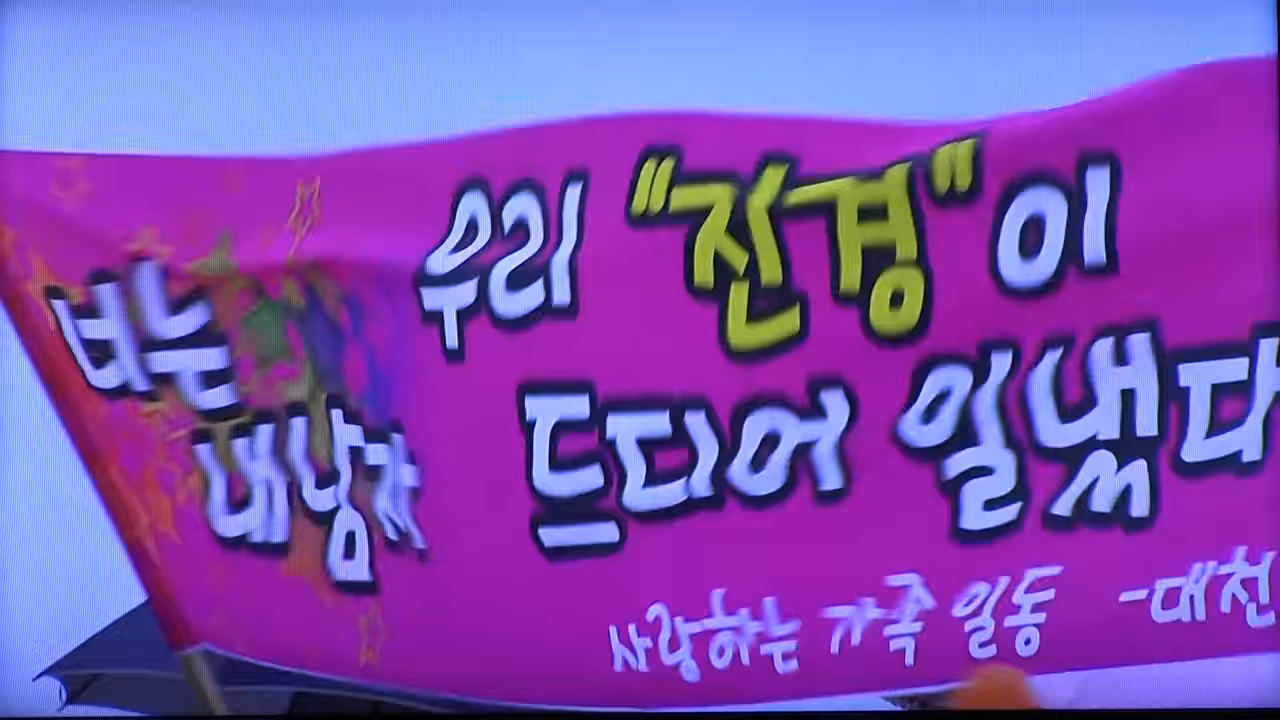 너는
내 남자
우리 "진경"이
드디어 일냈다
사랑하는 가족 일동 -대천